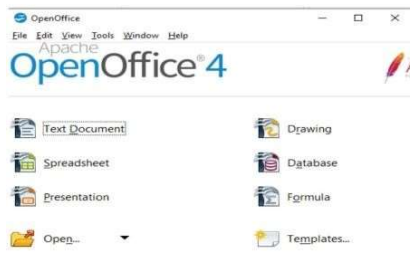 OpenOffice
File Edit View Tools Window Help
Apache
OpenOffice® 4
Text Document
Drawing
Spreadsheet
Database
Presentation
Formula
Open...
Templates...